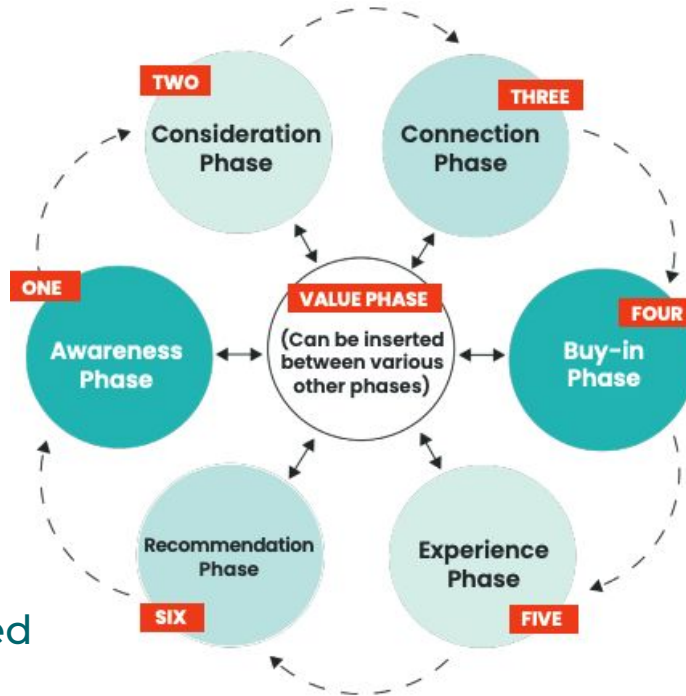 TWO
Consideration
Phase
THREE
Connection
Phase
ONE
Awareness
Phase
VALUE PHASE
(Can be inserted
between various
other phases)
FOUR
Buy-in
Phase
Recommendation
Phase
SIX
Experience
Phase
FIVE
ed